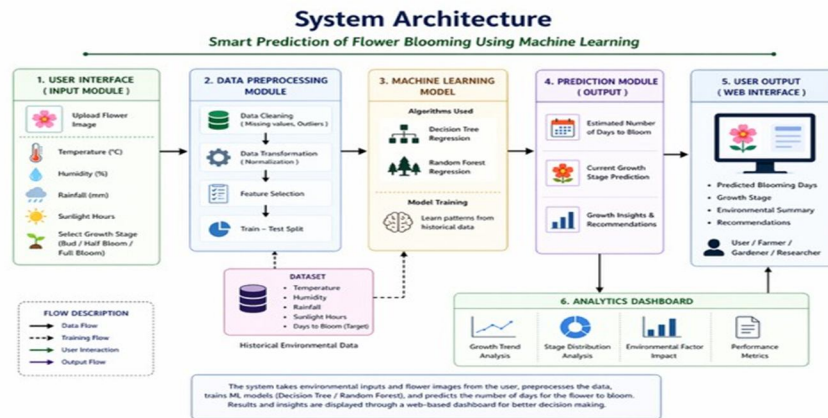 System Architecture
Smart Prediction of Flower Blooming Using Machine Learning
1. USER INTERFACE
( INPUT MODULE )
Upload Flower
Image
Temperature (°C)
Humidity (%)
Rainfall (mm)
Sunlight Hours
Select Growth Stage
(Bud / Half Bloom /
Full Bloom)
2. DATA PREPROCESSING
MODULE
Data Cleaning
( Missing values, Outliers )
Data Transformation
( Normalization )
Feature Selection
Train – Test Split
3. MACHINE LEARNING
MODEL
Algorithms Used
Decision Tree
Regression
Random Forest
Regression
Model Training
Learn patterns from
historical data
4. PREDICTION MODULE
( OUTPUT )
Estimated Number
of Days to Bloom
Current Growth
Stage Prediction
Growth Insights &
Recommendations
5. USER OUTPUT
( WEB INTERFACE )
• Predicted Blooming Days
• Growth Stage
• Environmental Summary
• Recommendations
User / Farmer /
Gardener / Researcher
DATASET
• Temperature
• Humidity
• Rainfall
• Sunlight Hours
• Days to Bloom (Target)
Historical Environmental Data
FLOW DESCRIPTION
Data Flow
Training Flow
User Interaction
Output Flow
6. ANALYTICS DASHBOARD
Growth Trend
Analysis
Stage Distribution
Analysis
Environmental Factor
Impact
Performance
Metrics
The system takes environmental inputs and flower images from the user, preprocesses the data,
trains ML models (Decision Tree / Random Forest), and predicts the number of days for the flower to bloom.
Results and insights are displayed through a web-based dashboard for better decision making.